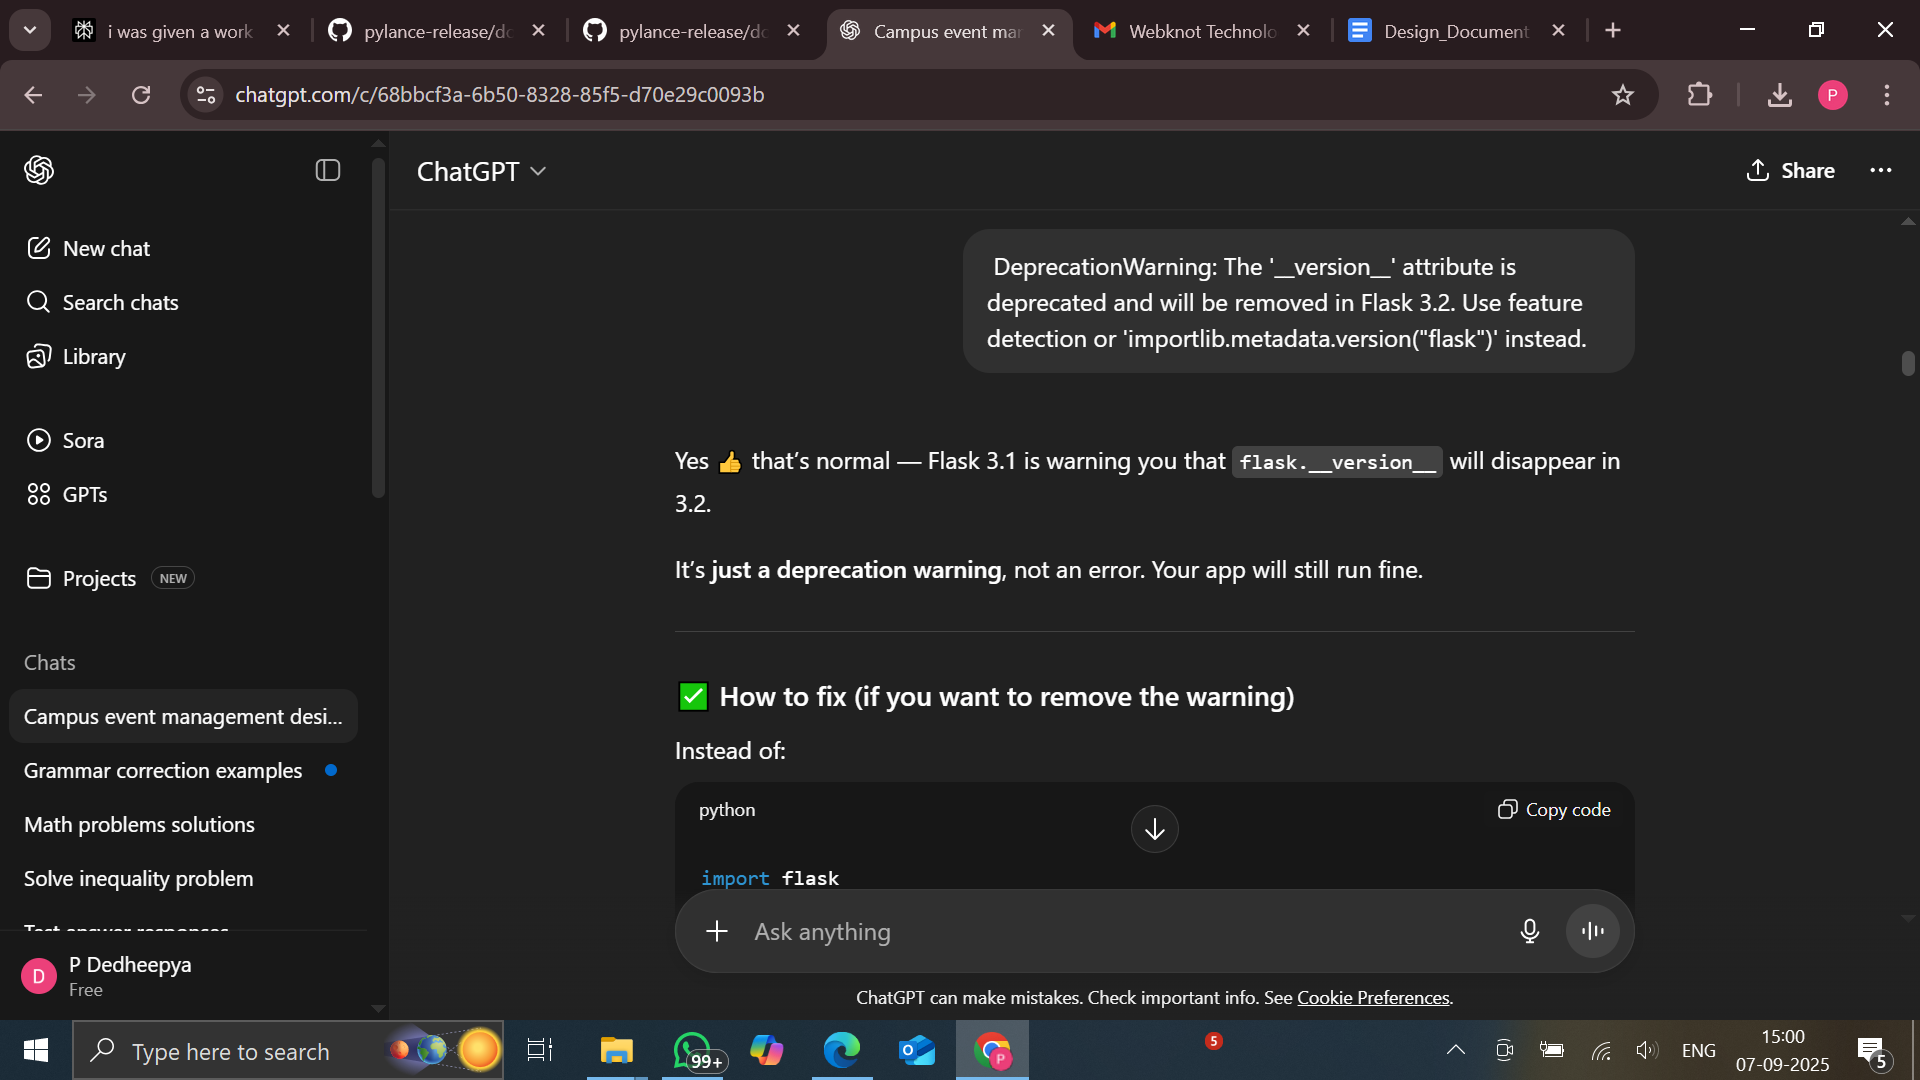 i was given a work
pylance-release/do
pylance-release/do
Campus event mar
Webknot Technolo
Design_Document
chatgpt.com/c/68bbcf3a-6b50-8328-85f5-d70e29c0093b
P
ChatGPT
Share
New chat
Search chats
Library
Sora
GPTs
Projects NEW
Chats
Campus event management desi...
Grammar correction examples
Math problems solutions
Solve inequality problem
Test answer responses
D
P Dedheepya
Free
DeprecationWarning: The '__version__' attribute is
deprecated and will be removed in Flask 3.2. Use feature
detection or 'importlib.metadata.version("flask")' instead.
Yes 👍 that’s normal — Flask 3.1 is warning you that flask.__version__ will disappear in
3.2.
It’s just a deprecation warning, not an error. Your app will still run fine.
✅ How to fix (if you want to remove the warning)
Instead of:
python
Copy code
import flask
Ask anything
ChatGPT can make mistakes. Check important info. See Cookie Preferences.
Type here to search
99+
P
5
ENG
15:00
07-09-2025
5